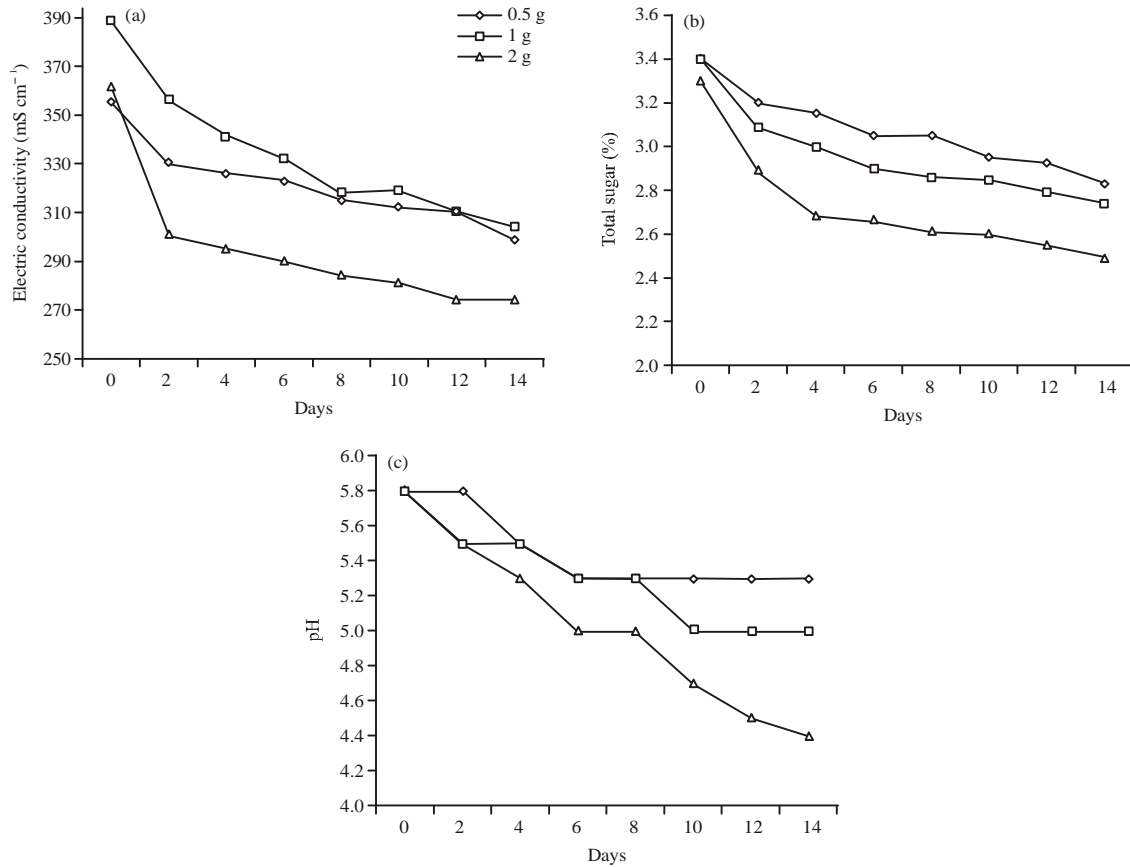 (a)
0.5 g
1 g
2 g
Electric conductivity (mS cm⁻¹)
390
370
350
330
310
290
270
250
0 2 4 6 8 10 12 14
Days
(b)
Total sugar (%)
3.6
3.4
3.2
3.0
2.8
2.6
2.4
2.2
2.0
0 2 4 6 8 10 12 14
Days
(c)
pH
6.0
5.8
5.6
5.4
5.2
5.0
4.8
4.6
4.4
4.2
4.0
0 2 4 6 8 10 12 14
Days